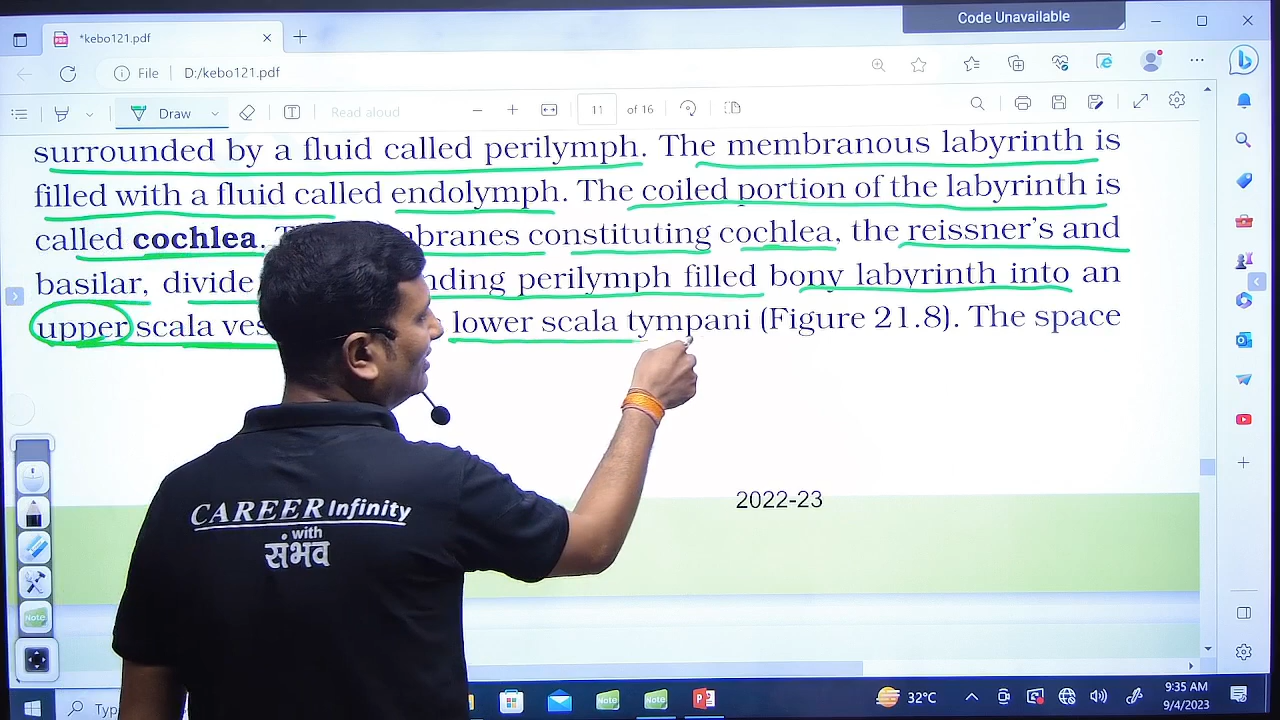 Code Unavailable
*kebo121.pdf
File D:/kebo121.pdf
Draw
Read aloud
11 of 16
surrounded by a fluid called perilymph. The membranous labyrinth is
filled with a fluid called endolymph. The coiled portion of the labyrinth is
called cochlea. constituting cochlea, the reissner's and
basilar, divide perilymph filled bony labyrinth into an
upper scala lower scala tympani (Figure 21.8). The space
CAREER Infinity
with
संभव
2022-23
Note
32°C
9:35 AM
9/4/2023